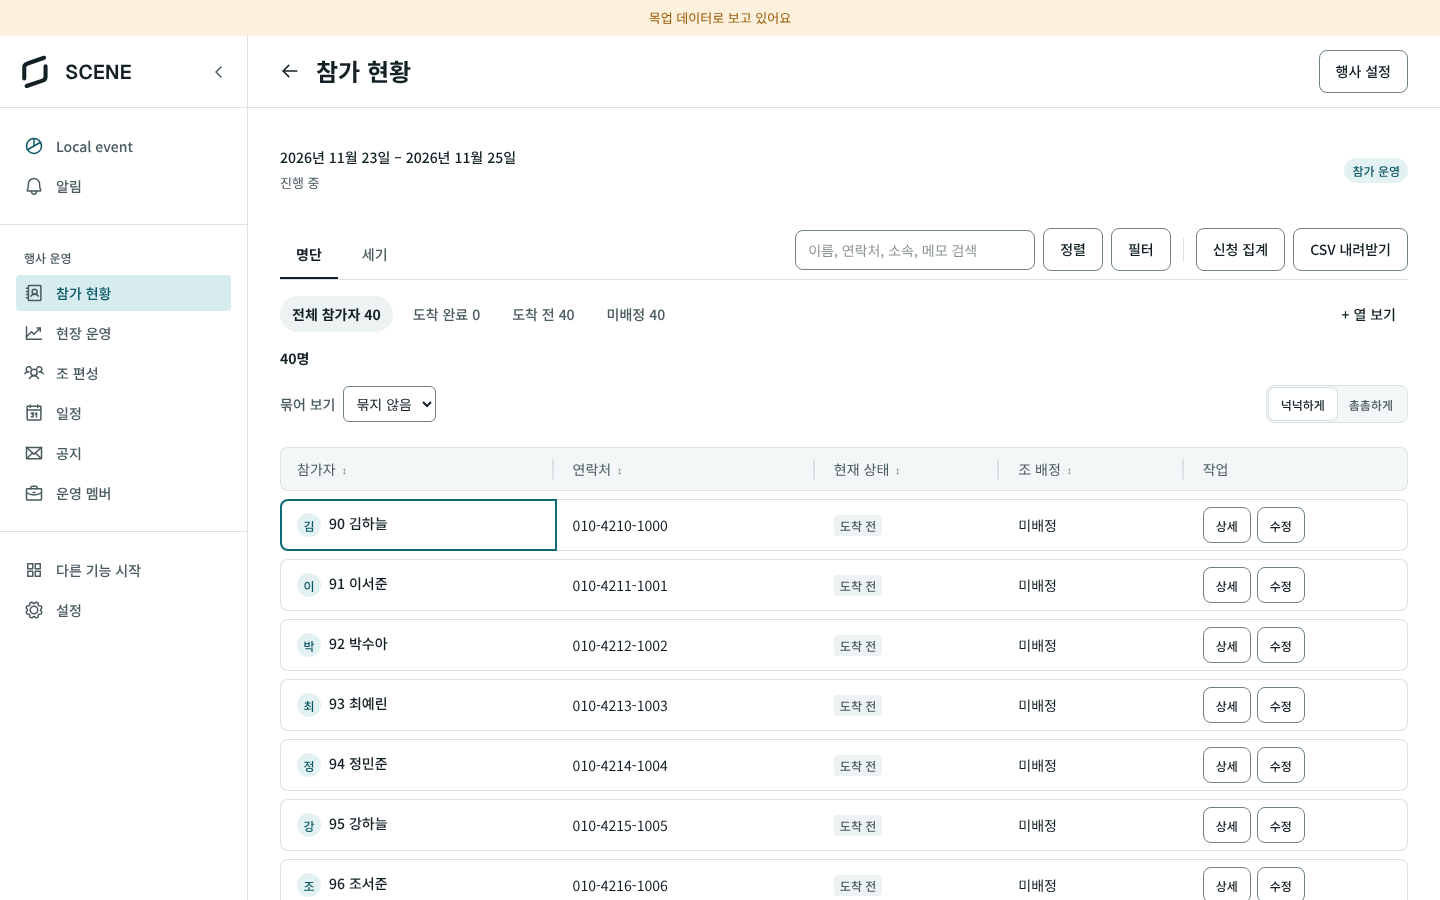 목업 데이터로 보고 있어요
SCENE
참가 현황
행사 설정
Local event
알림
행사 운영
참가 현황
현장 운영
조 편성
일정
공지
운영 멤버
다른 기능 시작
설정
2026년 11월 23일 – 2026년 11월 25일
진행 중
참가 운영
명단 세기
이름, 연락처, 소속, 메모 검색 정렬 필터 신청 집계 CSV 내려받기
전체 참가자 40 도착 완료 0 도착 전 40 미배정 40 + 열 보기
40명
묶어 보기 묶지 않음 넉넉하게 촘촘하게
참가자 ↕ 연락처 ↕ 현재 상태 ↕ 조 배정 ↕ 작업
김 90 김하늘 010-4210-1000 도착 전 미배정 상세 수정
이 91 이서준 010-4211-1001 도착 전 미배정 상세 수정
박 92 박수아 010-4212-1002 도착 전 미배정 상세 수정
최 93 최예린 010-4213-1003 도착 전 미배정 상세 수정
정 94 정민준 010-4214-1004 도착 전 미배정 상세 수정
강 95 강하늘 010-4215-1005 도착 전 미배정 상세 수정
조 96 조서준 010-4216-1006 도착 전 미배정 상세 수정